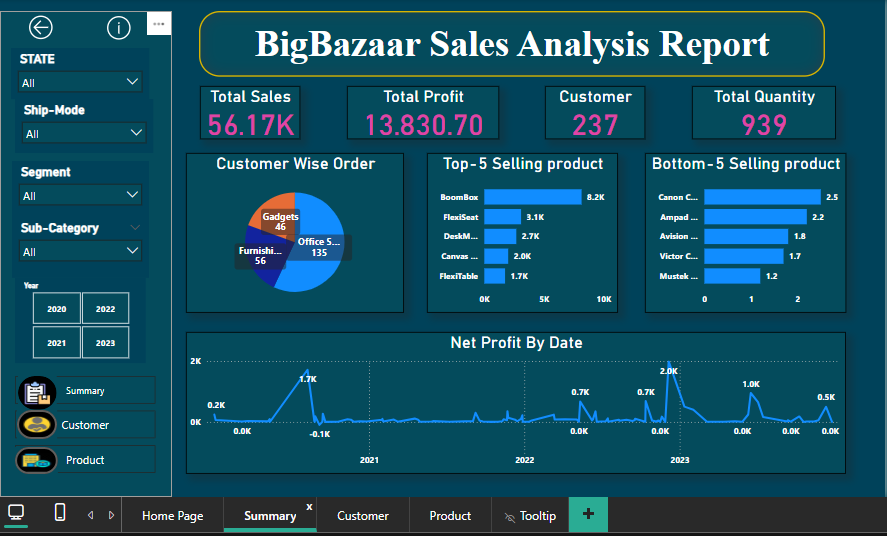 BigBazaar Sales Analysis Report
STATE
All
Ship-Mode
All
Segment
All
Sub-Category
All
Year
2020 2022
2021 2023
Summary
Customer
Product
Total Sales
56.17K
Total Profit
13.830.70
Customer
237
Total Quantity
939
Customer Wise Order
Gadgets
46
Office S...
135
Furnishi...
56
Top-5 Selling product
BoomBox 8.2K
FlexiSeat 3.1K
DeskM... 2.7K
Canvas ... 2.0K
FlexiTable 1.7K
0K 5K 10K
Bottom-5 Selling product
Canon C... 2.5
Ampad ... 2.2
Avision ... 1.8
Victor C... 1.7
Mustek ... 1.2
0 1 2
Net Profit By Date
2K
0K
0.2K
0.0K
1.7K
-0.1K
0.7K
0.0K
0.7K
0.0K
2.0K
1.0K
0.0K
0.0K
0.5K
0.0K
2021 2022 2023
Home Page Summary x Customer Product Tooltip +